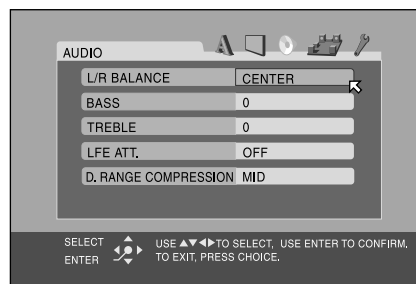 AUDIO
L/R BALANCE CENTER
BASS 0
TREBLE 0
LFE ATT. OFF
D. RANGE COMPRESSION MID
SELECT
ENTER
USE ▲▼◀▶TO SELECT, USE ENTER TO CONFIRM.
TO EXIT, PRESS CHOICE.